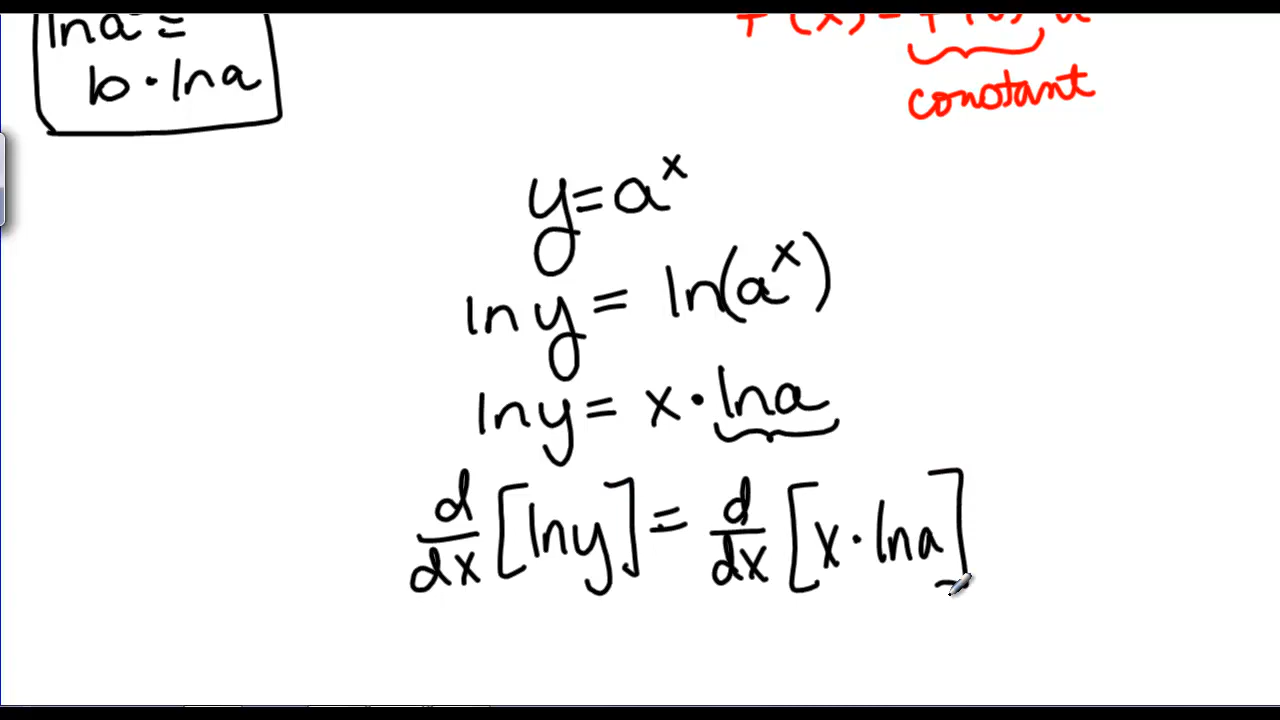 ln a =
b · ln a
constant
y = a^x
ln y = ln(a^x)
ln y = x · ln a
d/dx [ln y] = d/dx [x · ln a]